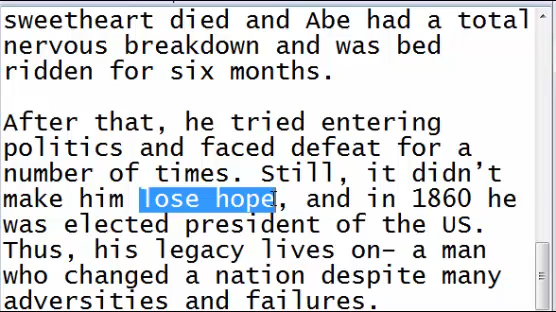 sweetheart died and Abe had a total
nervous breakdown and was bed
ridden for six months.
After that, he tried entering
politics and faced defeat for a
number of times. Still, it didn’t
make him lose hope, and in 1860 he
was elected president of the US.
Thus, his legacy lives on– a man
who changed a nation despite many
adversities and failures.